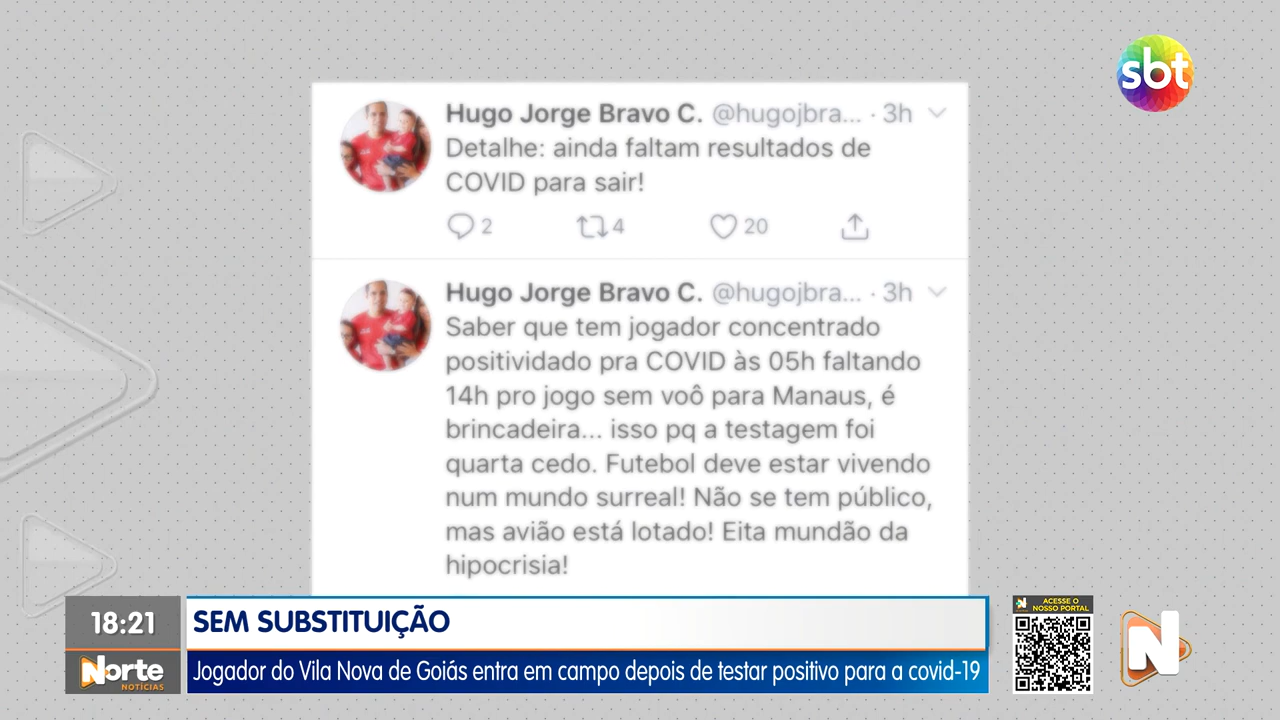 sbt
Hugo Jorge Bravo C. @hugojbra... · 3h
Detalhe: ainda faltam resultados de
COVID para sair!
2 4 20
Hugo Jorge Bravo C. @hugojbra... · 3h
Saber que tem jogador concentrado
positividado pra COVID às 05h faltando
14h pro jogo sem voô para Manaus, é
brincadeira... isso pq a testagem foi
quarta cedo. Futebol deve estar vivendo
num mundo surreal! Não se tem público,
mas avião está lotado! Eita mundão da
hipocrisia!
18:21
SEM SUBSTITUIÇÃO
Norte
NOTÍCIAS
Jogador do Vila Nova de Goiás entra em campo depois de testar positivo para a covid-19
ACESSE O
NOSSO PORTAL
N